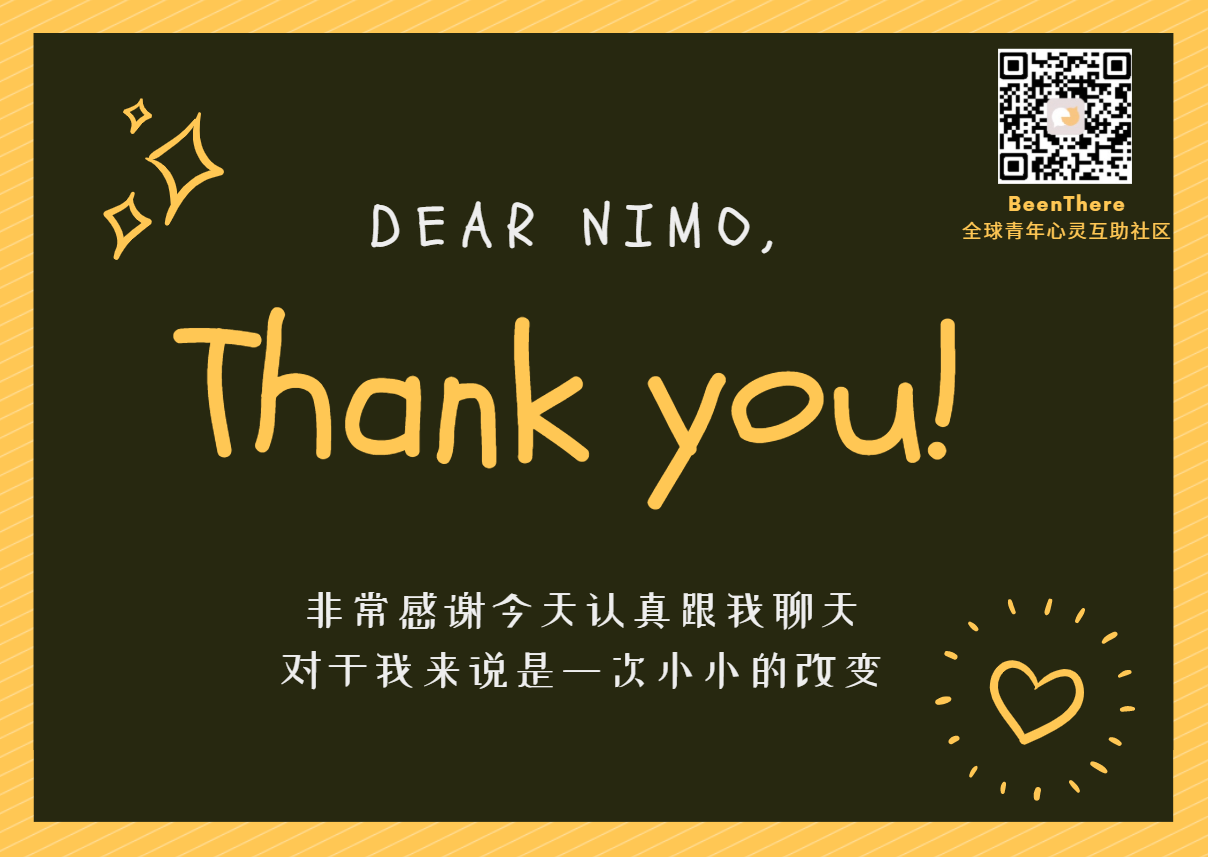 BeenThere
全球青年心灵互助社区
DEAR NIMO,
Thank you!
非常感谢今天认真跟我聊天
对于我来说是一次小小的改变